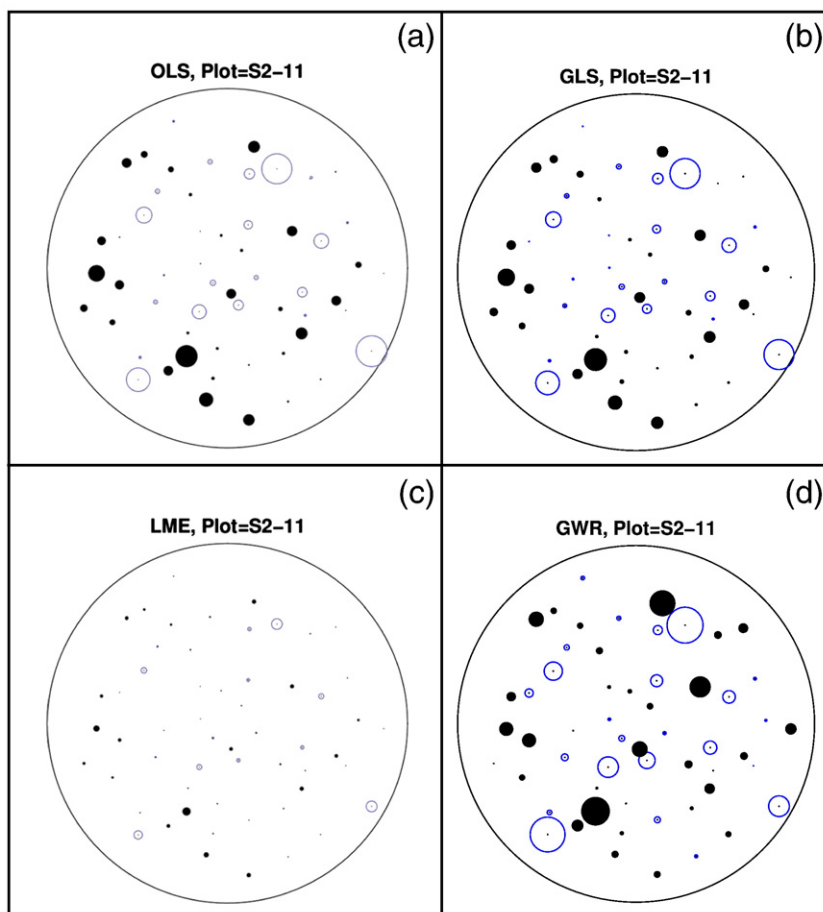 (a)
OLS, Plot=S2−11
(b)
GLS, Plot=S2−11
(c)
LME, Plot=S2−11
(d)
GWR, Plot=S2−11